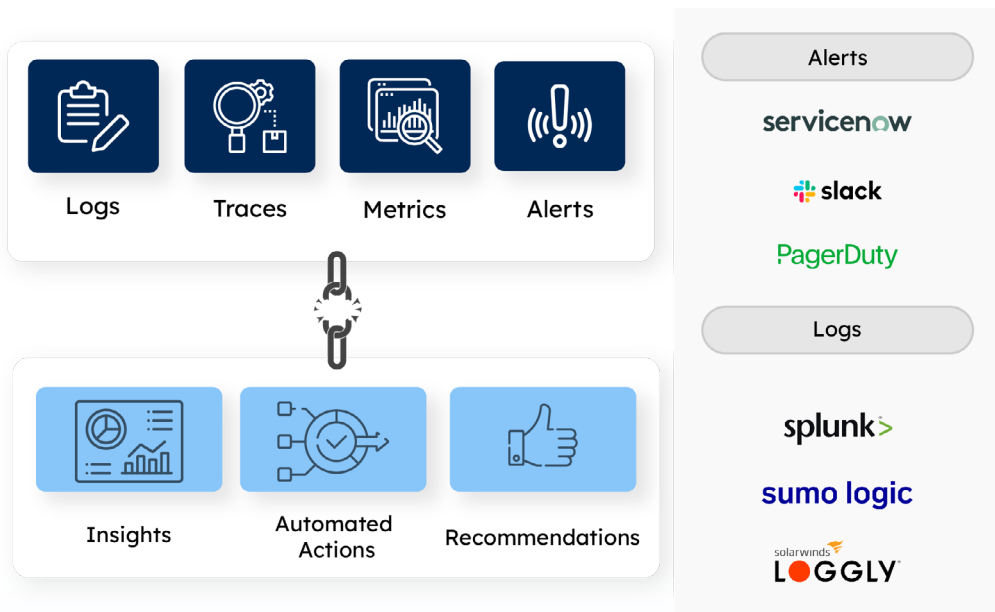 Logs
Traces
Metrics
Alerts
Insights
Automated
Actions
Recommendations
Alerts
servicenow
slack
PagerDuty
Logs
splunk>
sumo logic
solarwinds
LOGGLY